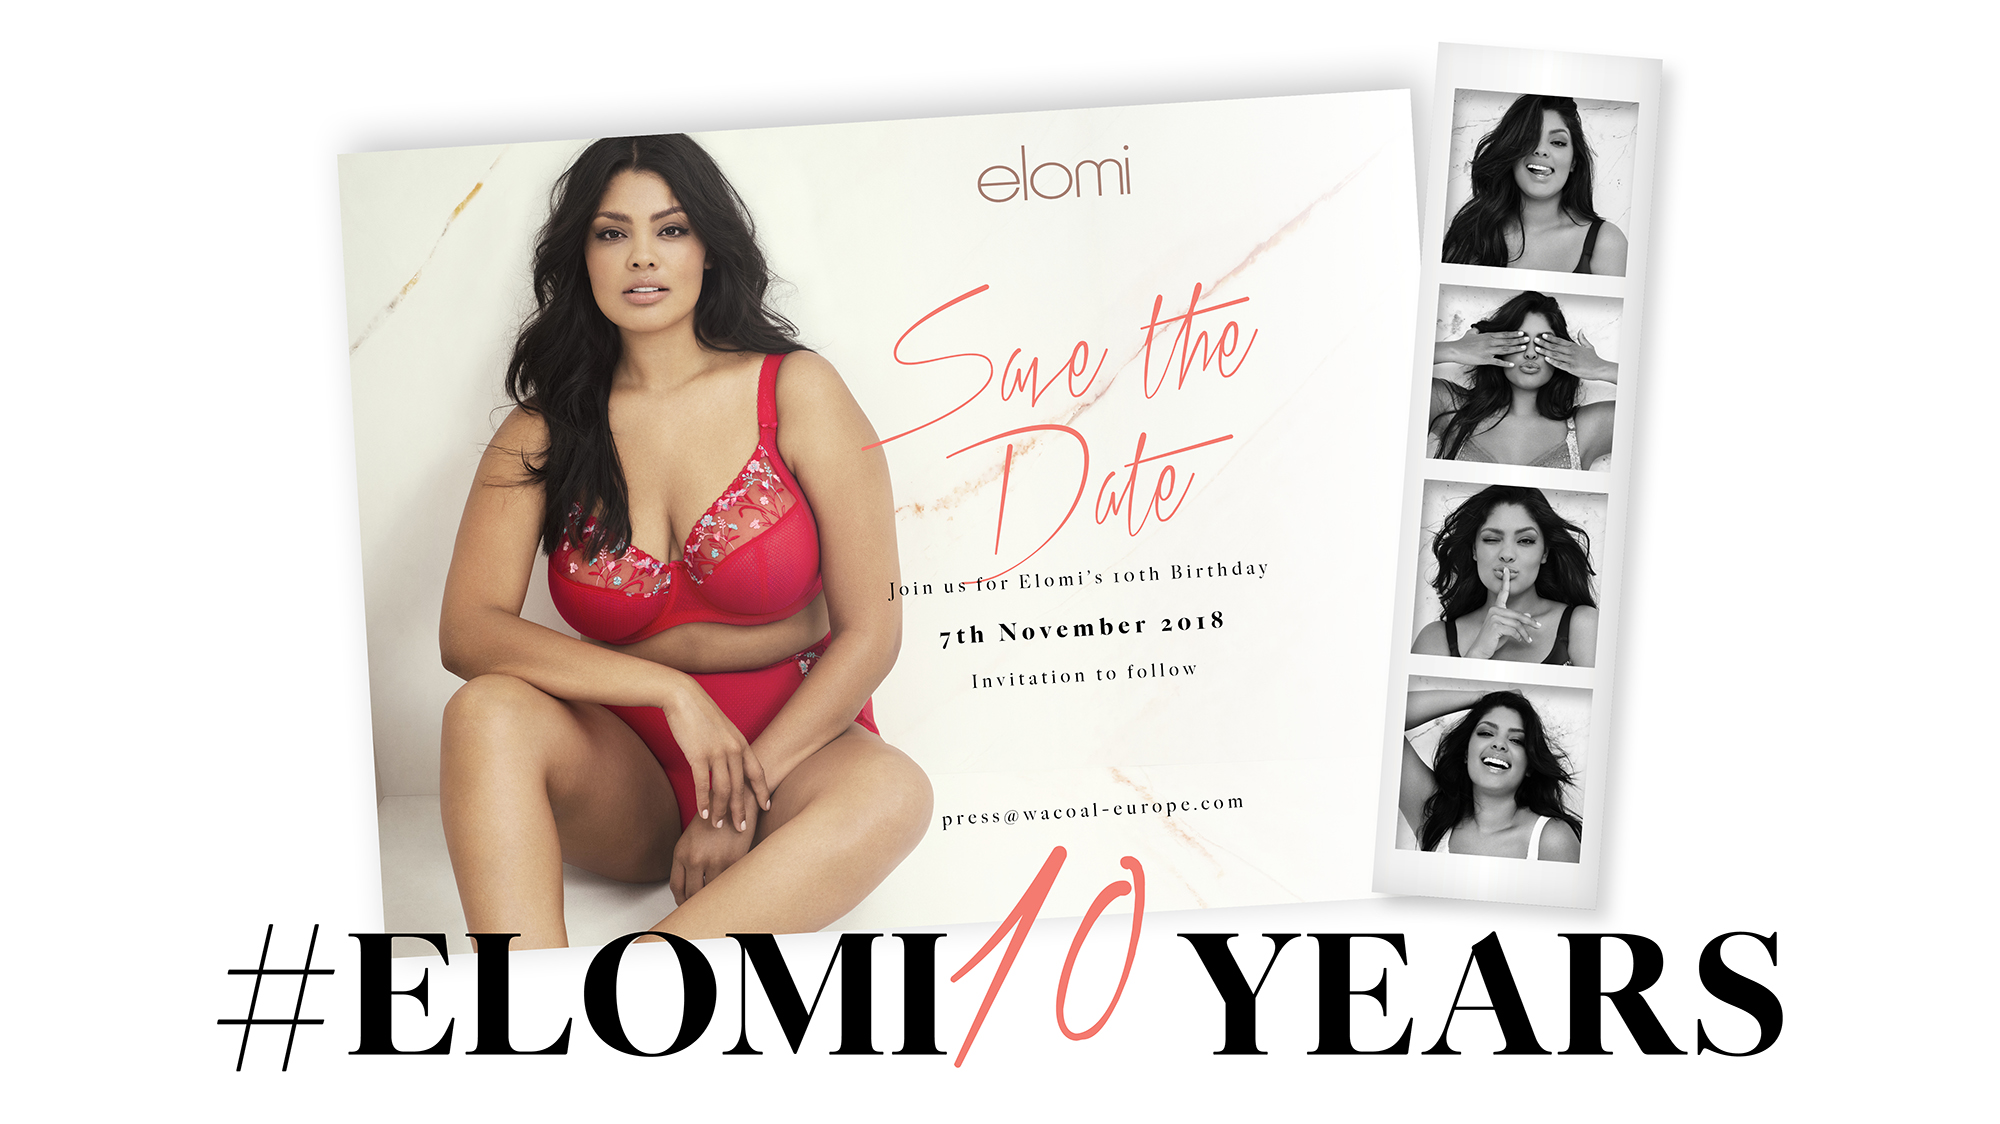 elomi
Save the
Date
Join us for Elomi's 10th Birthday
7th November 2018
Invitation to follow
press@wacoal-europe.com
#ELOMI10 YEARS